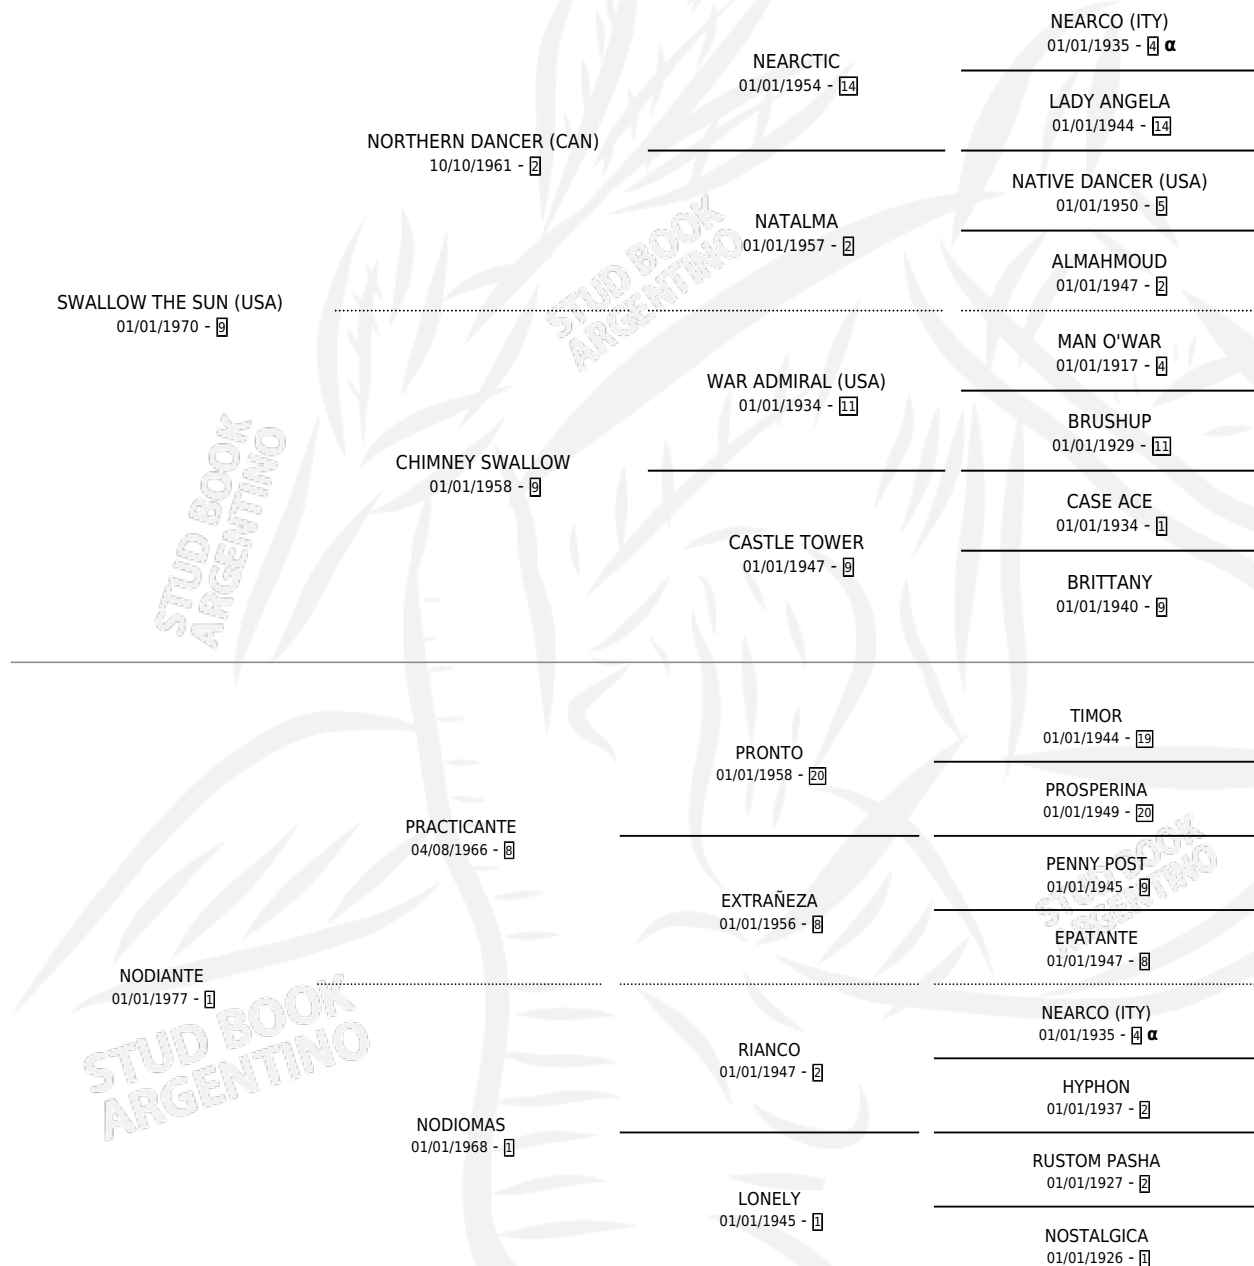 NEARCO (ITY)
01/01/1935 - 4 α
NEARCTIC
01/01/1954 - 14
LADY ANGELA
01/01/1944 - 14
NORTHERN DANCER (CAN)
10/10/1961 - 2
NATIVE DANCER (USA)
01/01/1950 - 5
NATALMA
01/01/1957 - 2
ALMAHMOUD
01/01/1947 - 2
SWALLOW THE SUN (USA)
01/01/1970 - 9
MAN O'WAR
01/01/1917 - 4
WAR ADMIRAL (USA)
01/01/1934 - 11
BRUSHUP
01/01/1929 - 11
CHIMNEY SWALLOW
01/01/1958 - 9
CASE ACE
01/01/1934 - 1
CASTLE TOWER
01/01/1947 - 9
BRITTANY
01/01/1940 - 9
TIMOR
01/01/1944 - 19
PRONTO
01/01/1958 - 20
PROSPERINA
01/01/1949 - 20
PRACTICANTE
04/08/1966 - 8
PENNY POST
01/01/1945 - 9
EXTRAÑEZA
01/01/1956 - 8
EPATANTE
01/01/1947 - 8
NODIANTE
01/01/1977 - 1
NEARCO (ITY)
01/01/1935 - 4 α
RIANCO
01/01/1947 - 2
HYPHON
01/01/1937 - 2
NODIOMAS
01/01/1968 - 1
RUSTOM PASHA
01/01/1927 - 2
LONELY
01/01/1945 - 1
NOSTALGICA
01/01/1926 - 1
STUD BOOK
ARGENTINO
STUD BOOK
ARGENTINO
STUD BOOK
ARGENTINO
STUD BOOK
ARGENTINO